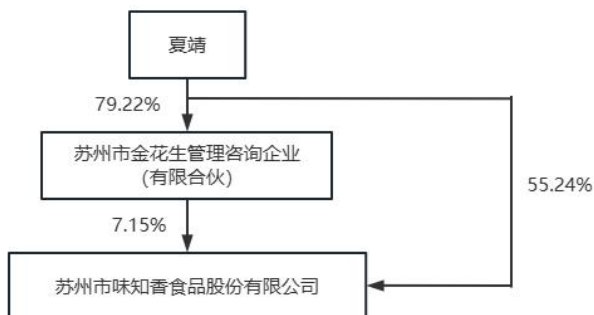 夏靖
79.22%
苏州市金花生管理咨询企业
(有限合伙)
55.24%
7.15%
苏州市味知香食品股份有限公司